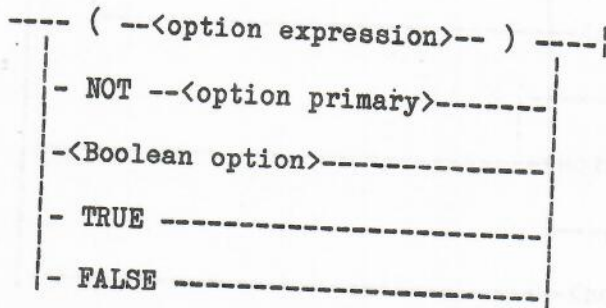 ---- ( --<option expression>-- ) ----|
- NOT --<option primary>-------
-<Boolean option>---------------
- TRUE -------------------------
- FALSE ------------------------